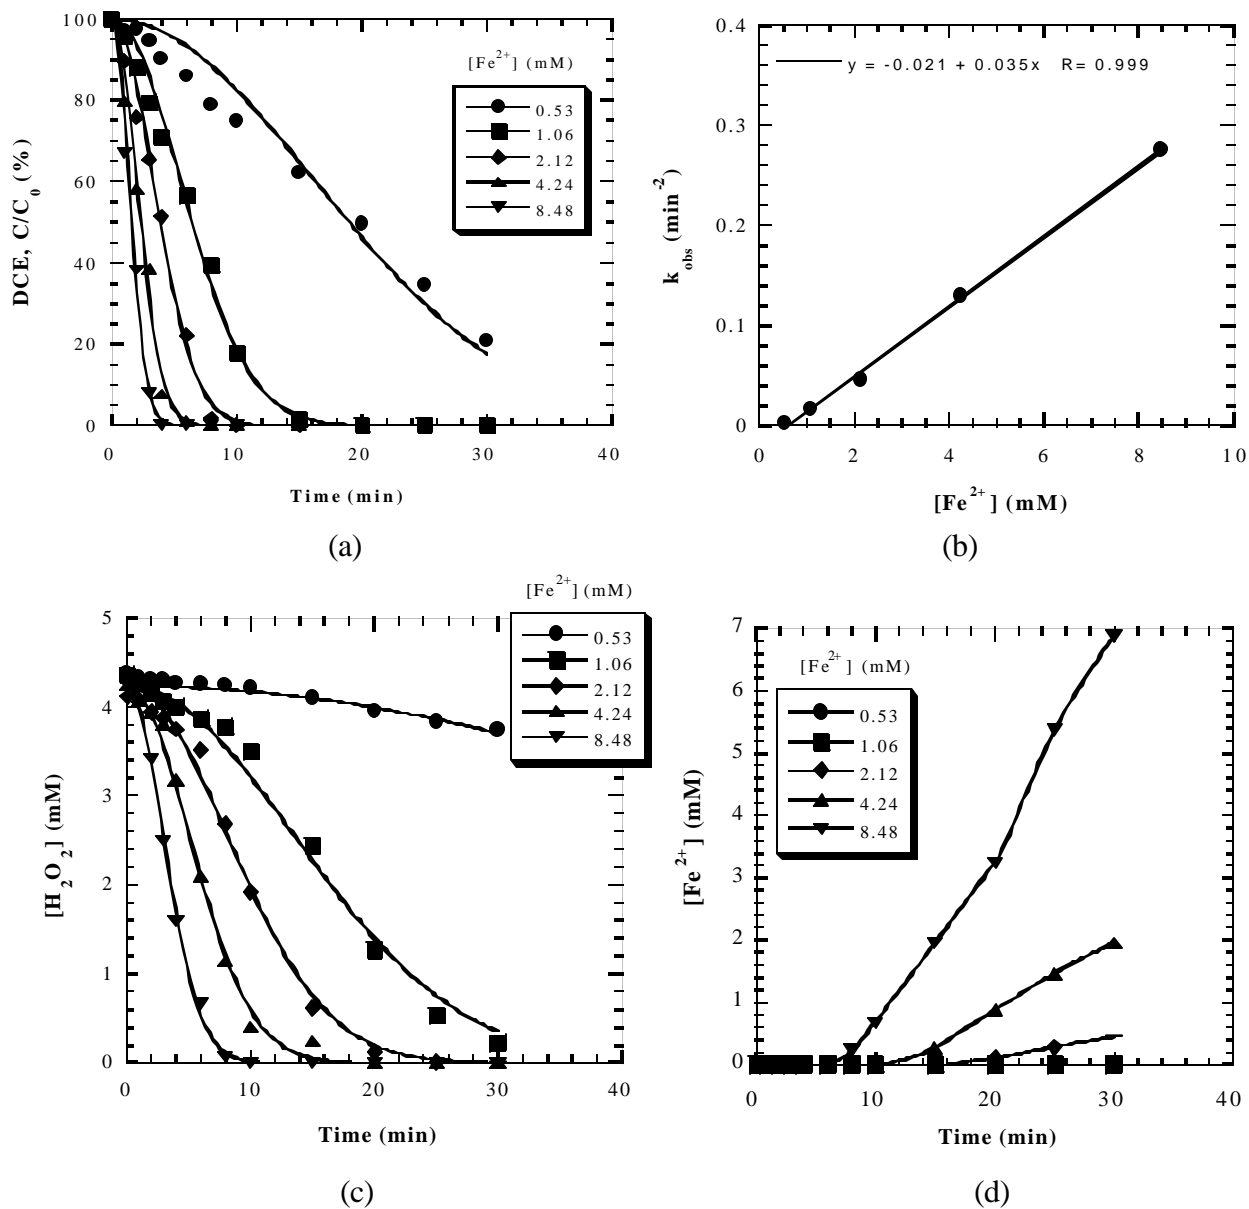 100
80
60
40
20
0
DCE, C/C0 (%)
[Fe2+] (mM)
0.53
1.06
2.12
4.24
8.48
0 10 20 30 40
Time (min)
(a)
0.4
0.3
0.2
0.1
0
kobs (min-2)
y = -0.021 + 0.035x R= 0.999
0 2 4 6 8 10
[Fe2+] (mM)
(b)
[Fe2+] (mM)
0.53
1.06
2.12
4.24
8.48
5
4
3
2
1
0
[H2O2] (mM)
0 10 20 30 40
Time (min)
(c)
7
6
5
4
3
2
1
0
[Fe2+] (mM)
[Fe2+] (mM)
0.53
1.06
2.12
4.24
8.48
0 10 20 30 40
Time (min)
(d)